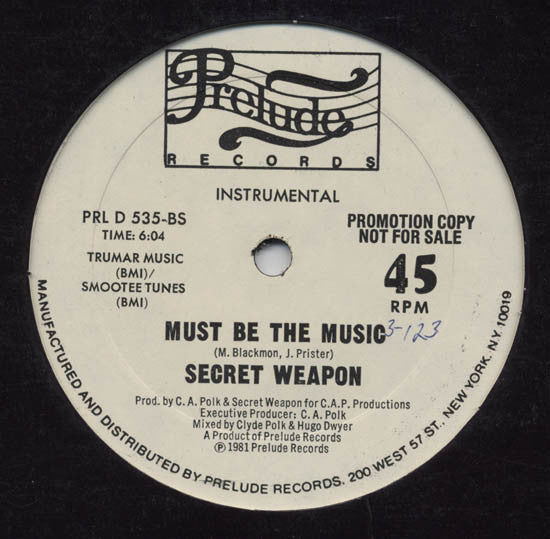 Prelude
RECORDS
INSTRUMENTAL
PRL D 535-BS
TIME: 6:04
TRUMAR MUSIC
(BMI)/
SMOOTEE TUNES
(BMI)
PROMOTION COPY
NOT FOR SALE
45
RPM
3-123
MUST BE THE MUSIC
(M. Blackmon, J. Prister)
SECRET WEAPON
Prod. by C. A. Polk & Secret Weapon for C.A.P. Productions
Executive Producer: C. A. Polk
Mixed by Clyde Polk & Hugo Dwyer
A Product of Prelude Records
℗ 1981 Prelude Records
MANUFACTURED AND DISTRIBUTED BY PRELUDE RECORDS. 200 WEST 57 ST., NEW YORK. N.Y. 10019